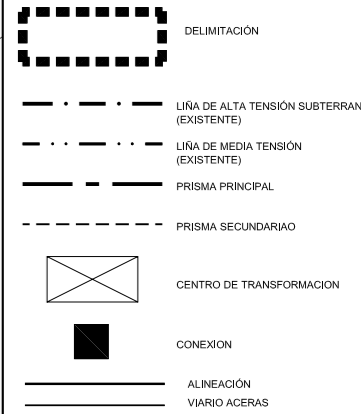 DELIMITACIÓN
LIÑA DE ALTA TENSIÓN SUBTERRAN
(EXISTENTE)
LIÑA DE MEDIA TENSIÓN
(EXISTENTE)
PRISMA PRINCIPAL
PRISMA SECUNDARIAO
CENTRO DE TRANSFORMACION
CONEXION
ALINEACIÓN
VIARIO ACERAS